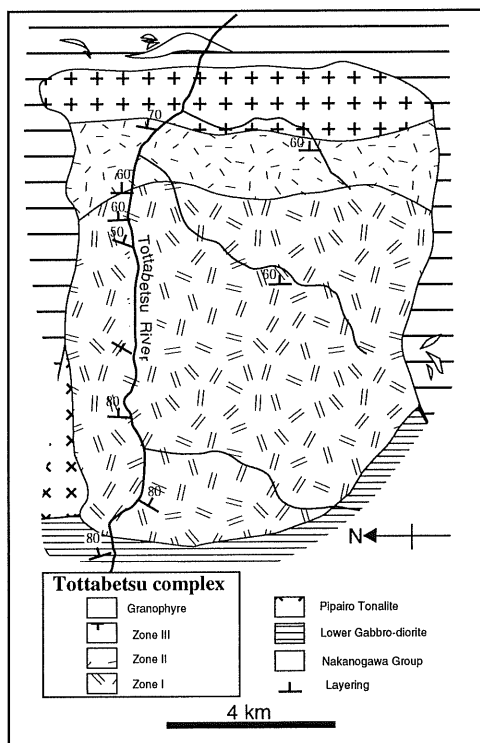 70
60
60
60
50
Tottabetsu River
60
80
80
80
N
Tottabetsu complex
Granophyre
Zone III
Zone II
Zone I
Pipairo Tonalite
Lower Gabbro-diorite
Nakanogawa Group
Layering
4 km